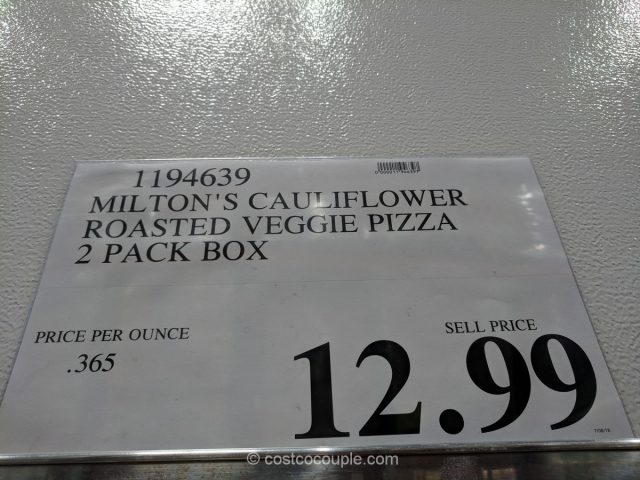 1194639
MILTON'S CAULIFLOWER
ROASTED VEGGIE PIZZA
2 PACK BOX
PRICE PER OUNCE
.365
SELL PRICE
12.99
© costcocouple.com